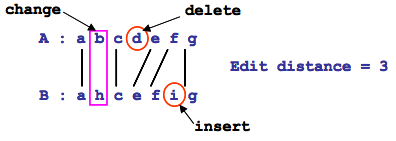 change
delete
A : a b c d e f g
Edit distance = 3
B : a h c e f i g
insert